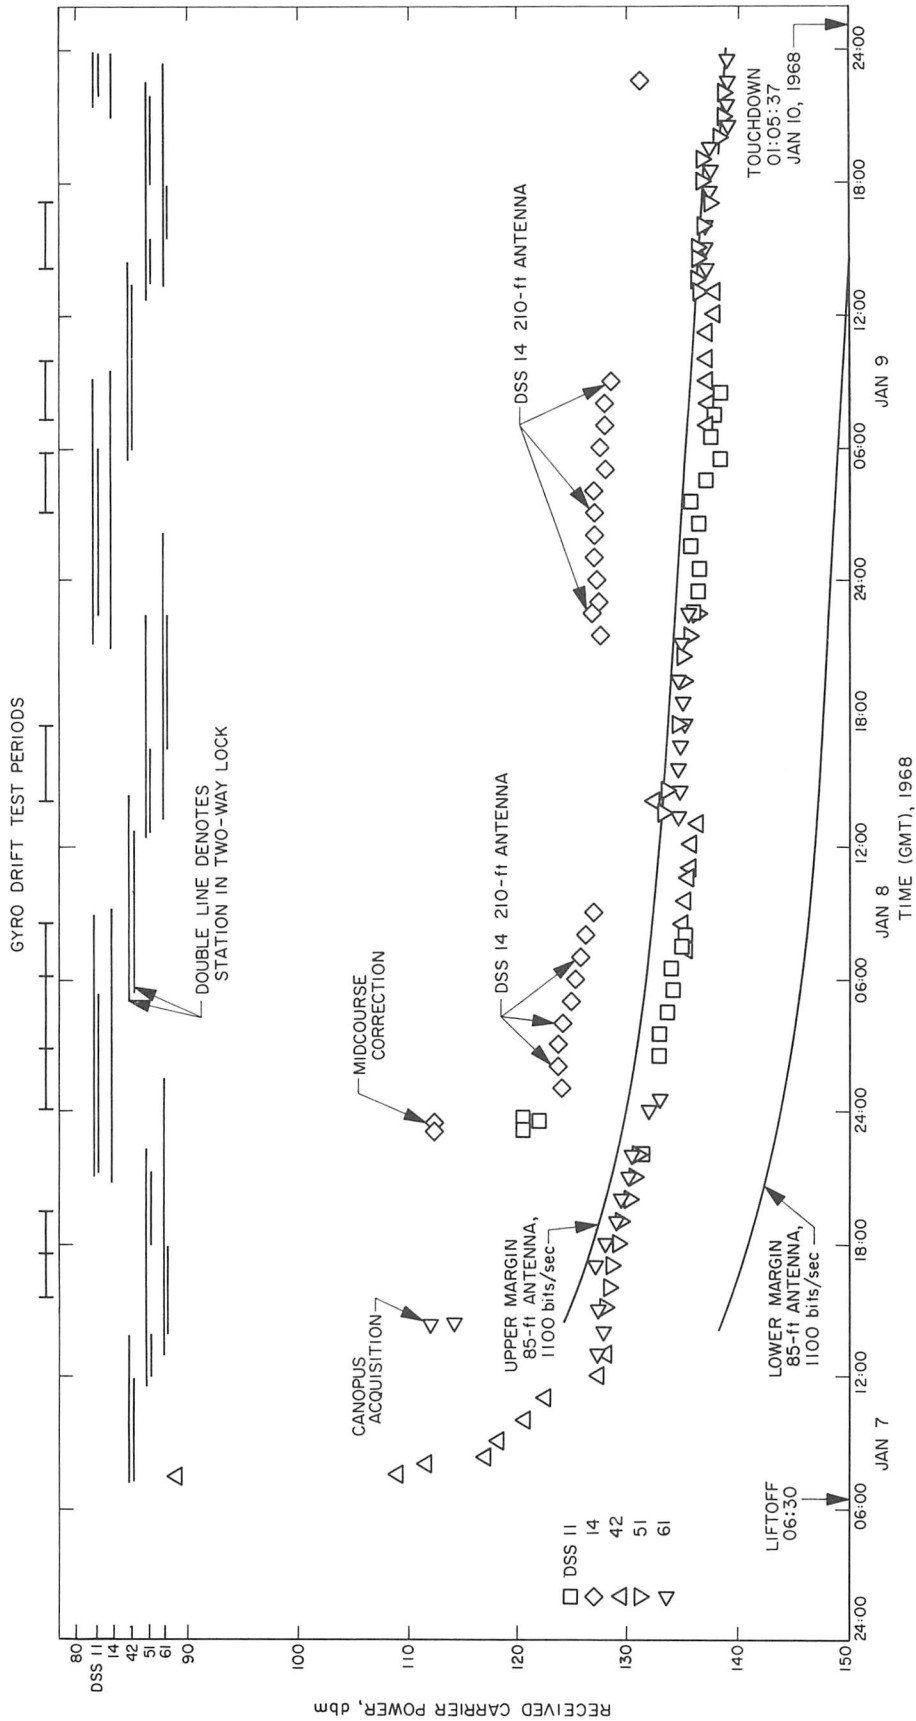 GYRO DRIFT TEST PERIODS
80
DSS 11
14
42
51
61
90
100
110
120
130
140
150
RECEIVED CARRIER POWER, dbm
DOUBLE LINE DENOTES
STATION IN TWO-WAY LOCK
MIDCOURSE
CORRECTION
CANOPUS
ACQUISITION
DSS 14 210-ft ANTENNA
DSS 14 210-ft ANTENNA
UPPER MARGIN
85-ft ANTENNA,
1100 bits/sec
LOWER MARGIN
85-ft ANTENNA,
1100 bits/sec
DSS 11
14
42
51
61
LIFTOFF
06:30
TOUCHDOWN
01:05:37
JAN 10, 1968
24:00
06:00
12:00
18:00
24:00
06:00
12:00
18:00
24:00
06:00
12:00
18:00
24:00
JAN 7
JAN 8
JAN 9
TIME (GMT), 1968